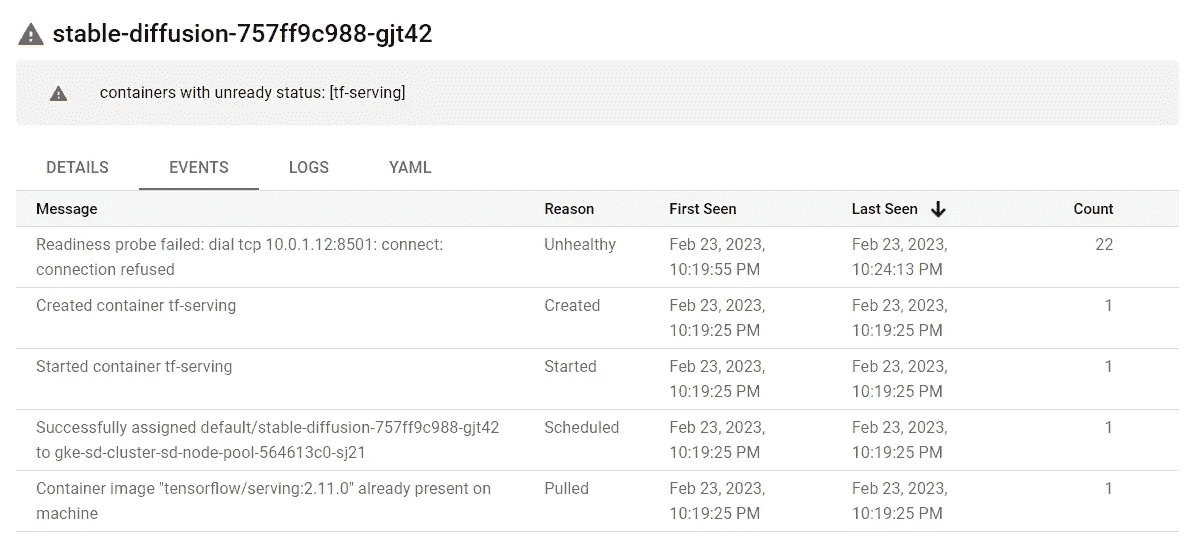 stable-diffusion-757ff9c988-gjt42
containers with unready status: [tf-serving]
DETAILS EVENTS LOGS YAML
Message Reason First Seen Last Seen Count
Readiness probe failed: dial tcp 10.0.1.12:8501: connect: Unhealthy Feb 23, 2023, Feb 23, 2023, 22
connection refused 10:19:55 PM 10:24:13 PM
Created container tf-serving Created Feb 23, 2023, Feb 23, 2023, 1
10:19:25 PM 10:19:25 PM
Started container tf-serving Started Feb 23, 2023, Feb 23, 2023, 1
10:19:25 PM 10:19:25 PM
Successfully assigned default/stable-diffusion-757ff9c988-gjt42 Scheduled Feb 23, 2023, Feb 23, 2023, 1
to gke-sd-cluster-sd-node-pool-564613c0-sj21 10:19:25 PM 10:19:25 PM
Container image "tensorflow/serving:2.11.0" already present on Pulled Feb 23, 2023, Feb 23, 2023, 1
machine 10:19:25 PM 10:19:25 PM